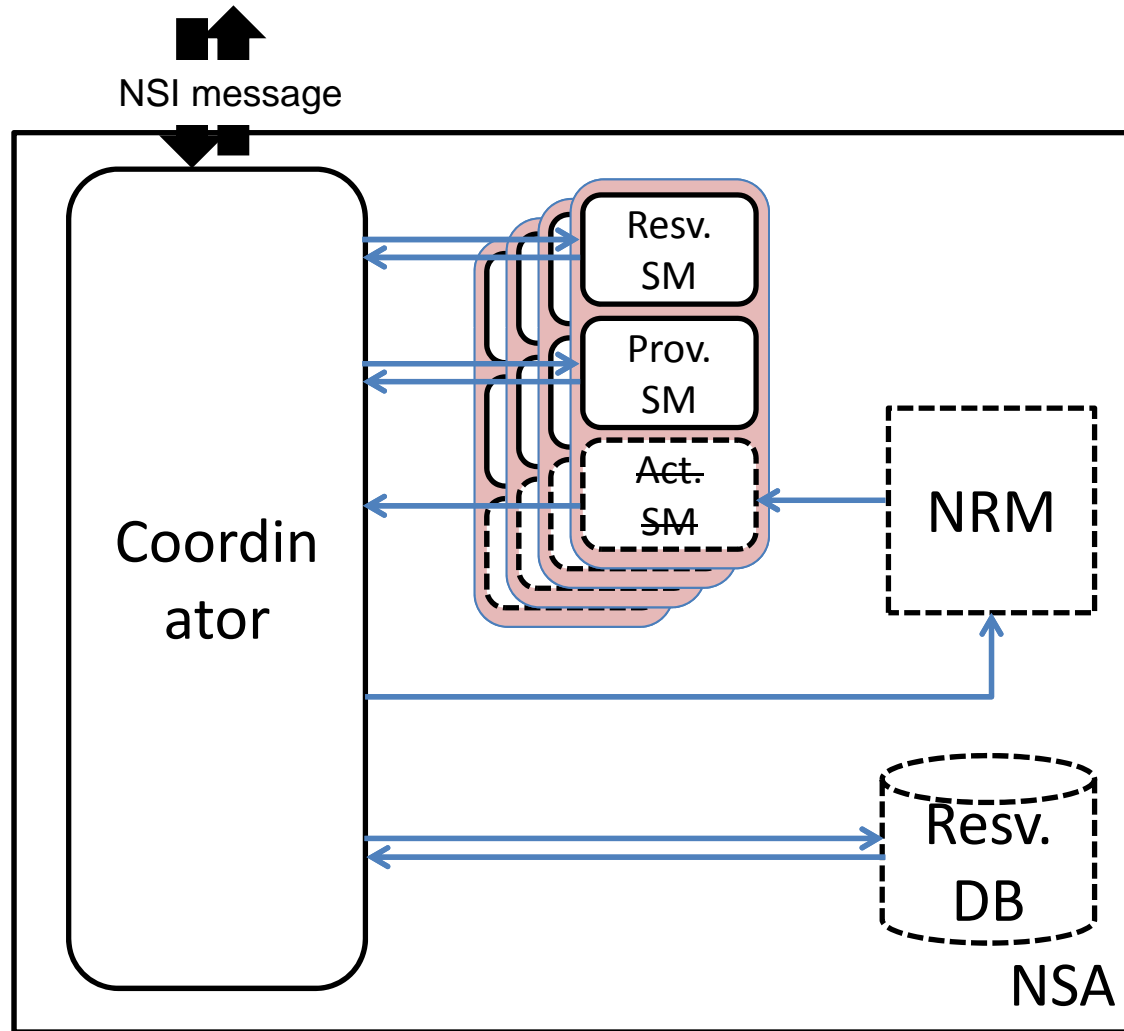 NSI message
Resv.
SM
Prov.
SM
Act.
SM
NRM
Coordin
ator
Resv.
DB
NSA